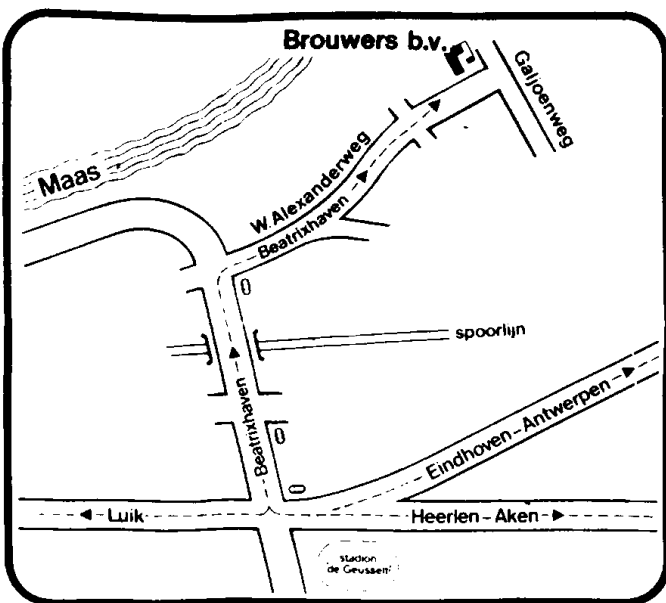 Brouwers b.v.
Galjoenweg
Maas
W. Alexanderweg
Beatrixhaven
spoorlijn
Beatrixhaven
Eindhoven-Antwerpen
Luik
Heerlen-Aken
stadion
de Geusselt